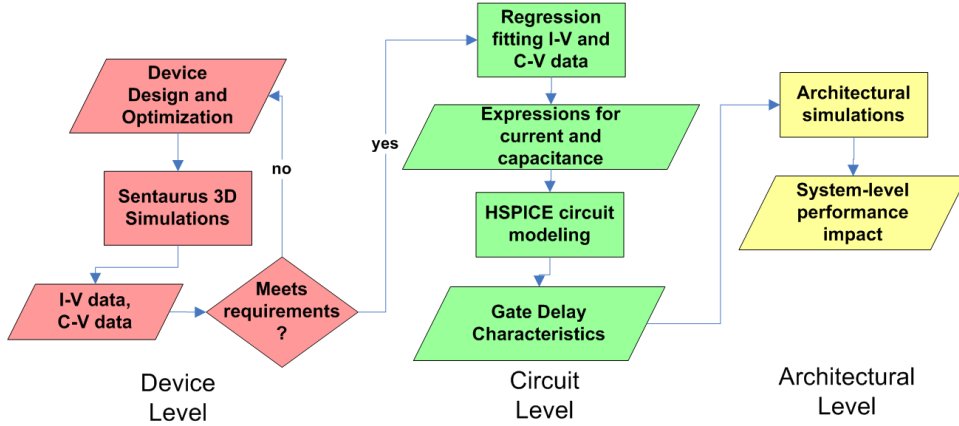 Device
Design and
Optimization
Sentaurus 3D
Simulations
I-V data,
C-V data
Meets
requirements
?
no
yes
Device
Level
Regression
fitting I-V and
C-V data
Expressions for
current and
capacitance
HSPICE circuit
modeling
Gate Delay
Characteristics
Circuit
Level
Architectural
simulations
System-level
performance
impact
Architectural
Level